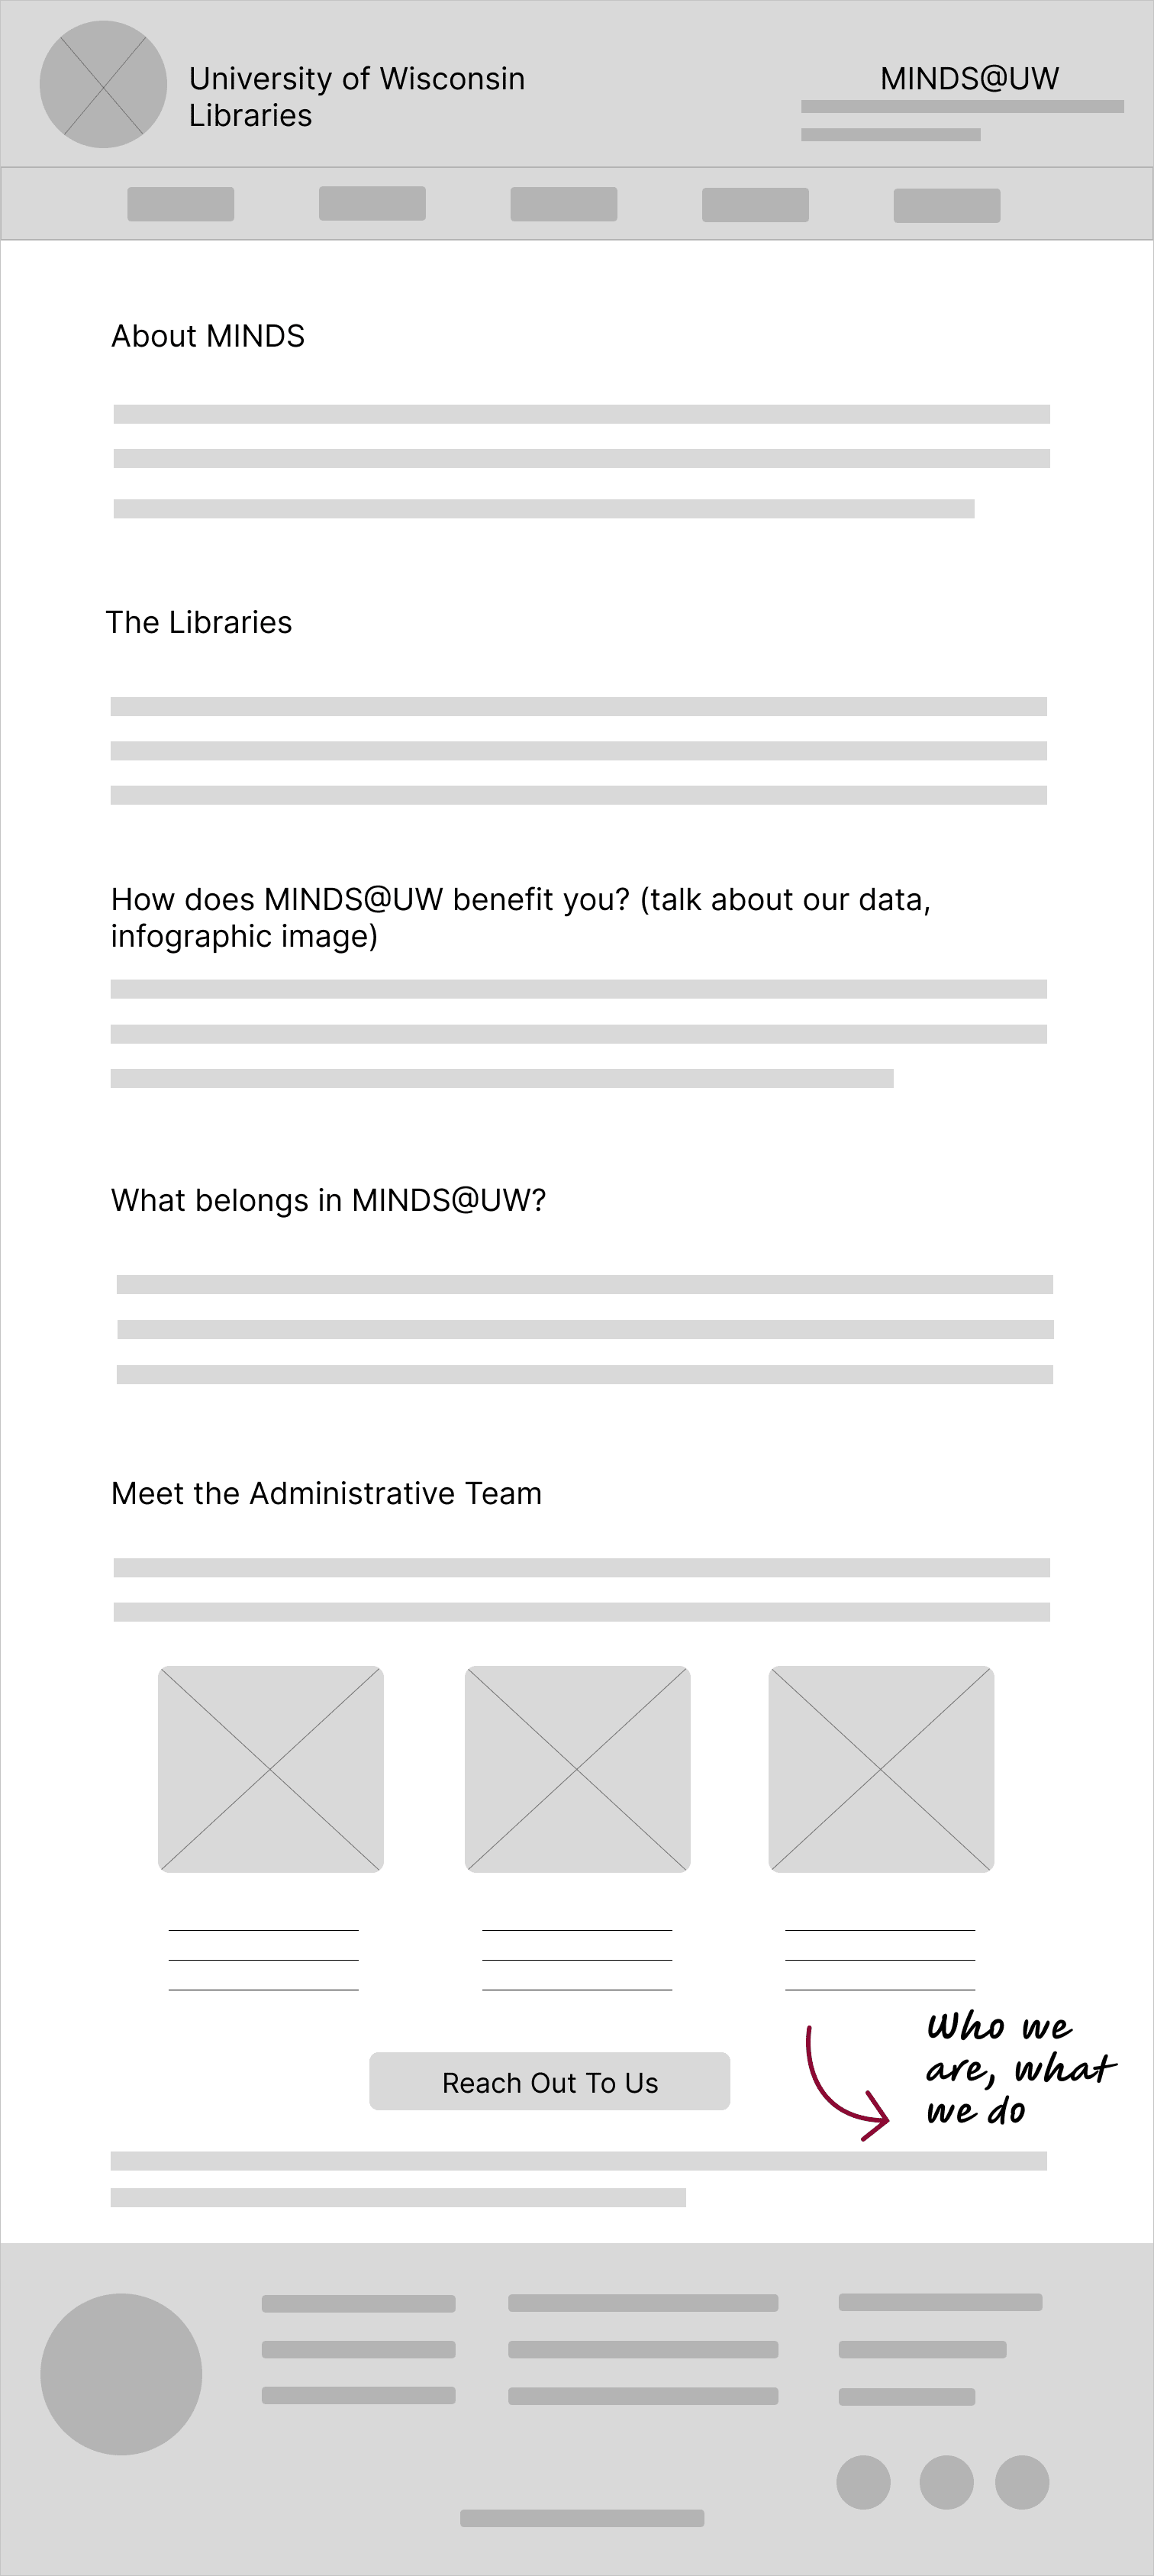 University of Wisconsin
Libraries
MINDS@UW
About MINDS
The Libraries
How does MINDS@UW benefit you? (talk about our data,
infographic image)
What belongs in MINDS@UW?
Meet the Administrative Team
Who we
are, what
we do
Reach Out To Us